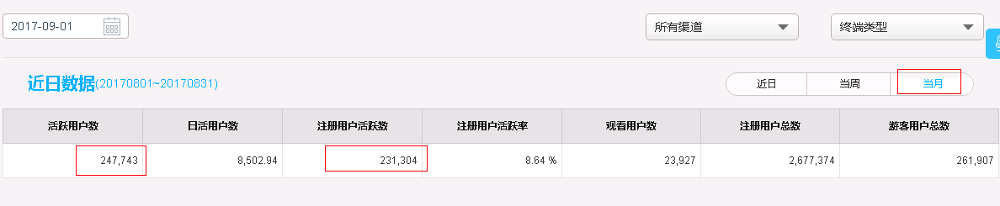 2017-09-01 所有渠道 终端类型
近日数据(20170801~20170831) 近日 当周 当月
活跃用户数 日活用户数 注册用户活跃数 注册用户活跃率 观看用户数 注册用户总数 游客用户总数
247,743 8,502.94 231,304 8.64 % 23,927 2,677,374 261,907